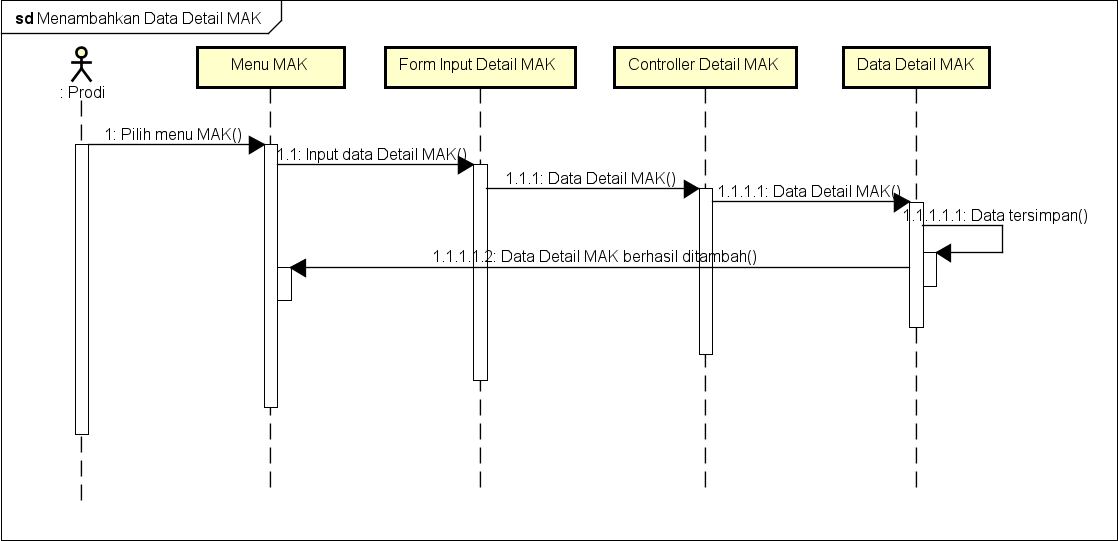 sd Menambahkan Data Detail MAK
: Prodi
Menu MAK
Form Input Detail MAK
Controller Detail MAK
Data Detail MAK
1: Pilih menu MAK()
1.1: Input data Detail MAK()
1.1.1: Data Detail MAK()
1.1.1.1: Data Detail MAK()
1.1.1.1.1: Data tersimpan()
1.1.1.1.2: Data Detail MAK berhasil ditambah()